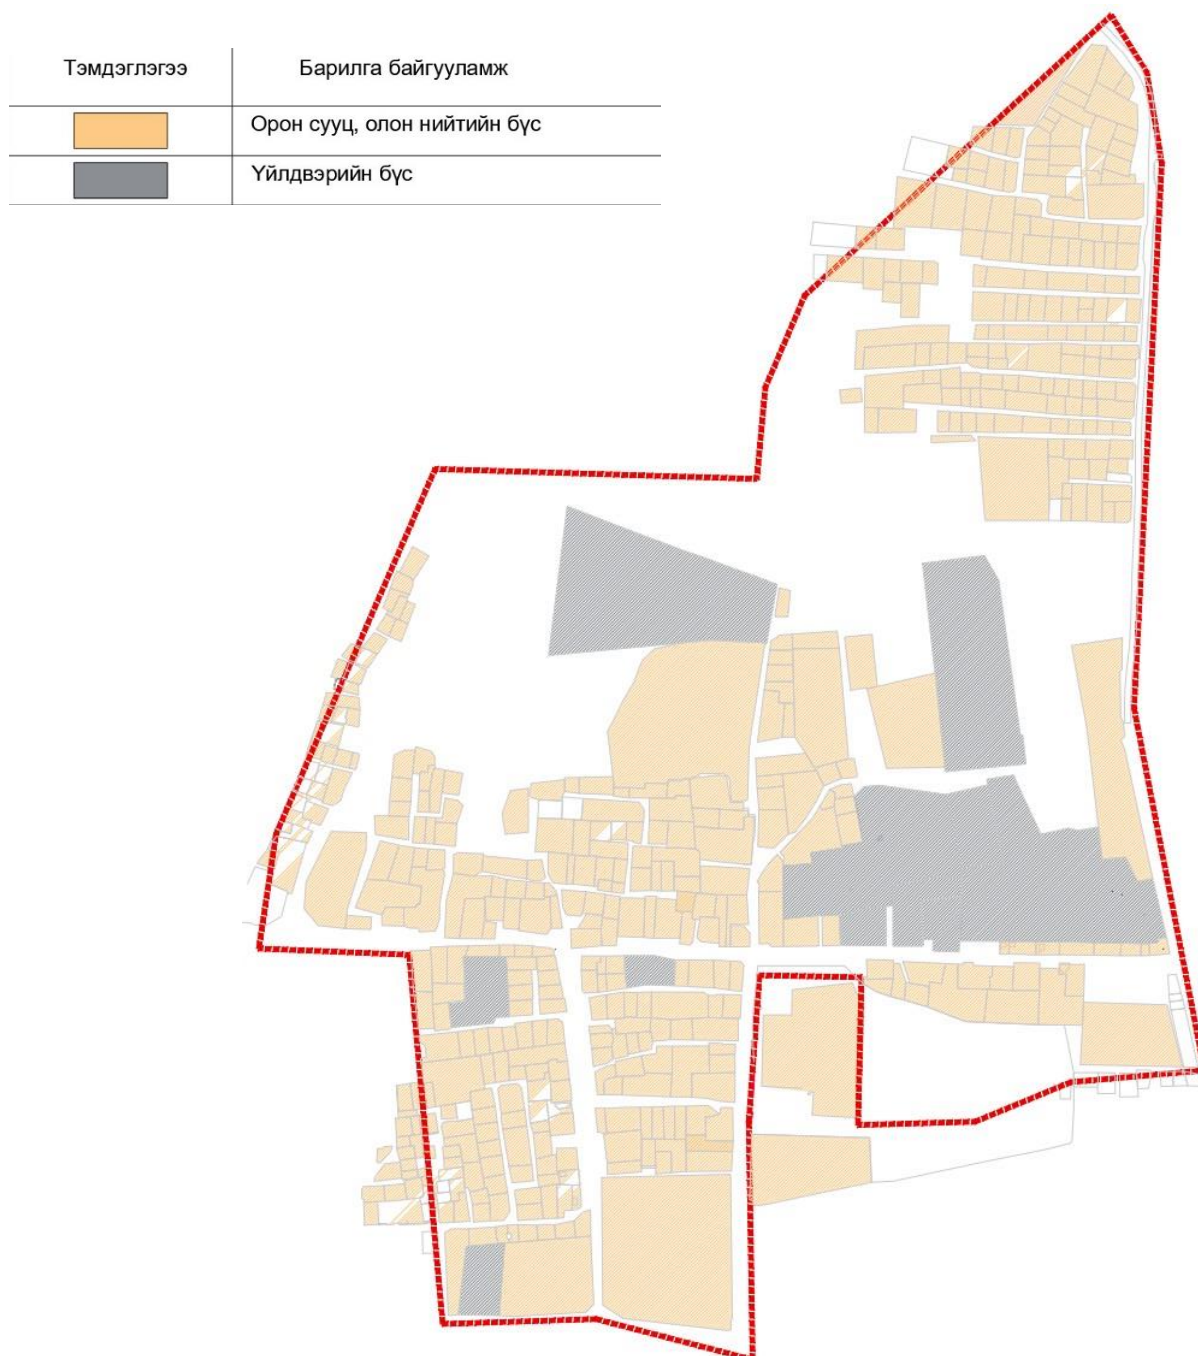 Тэмдэглэгээ
Барилга байгууламж
Орон сууц, олон нийтийн бүс
Үйлдвэрийн бүс